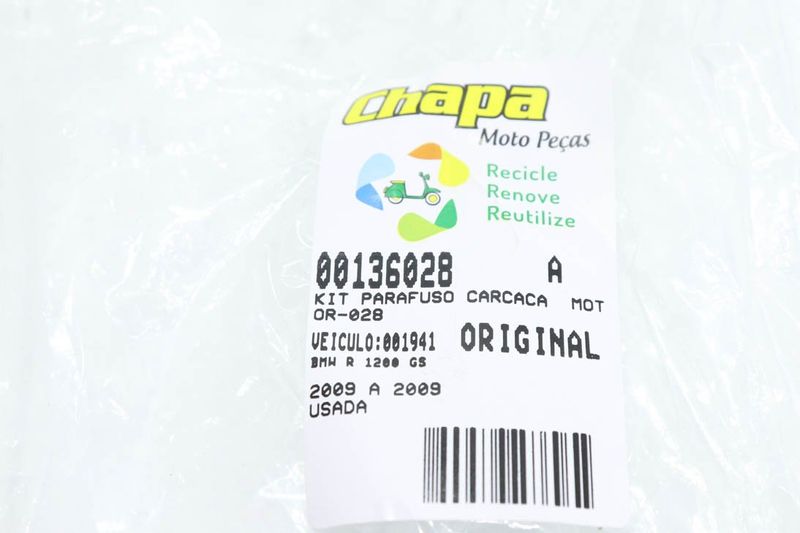 Chapa
Moto Peças
Recicle
Renove
Reutilize
00136028 A
KIT PARAFUSO CARCACA MOT
OR-028
VEICULO:001941 ORIGINAL
BMW R 1200 GS
2009 A 2009
USADA